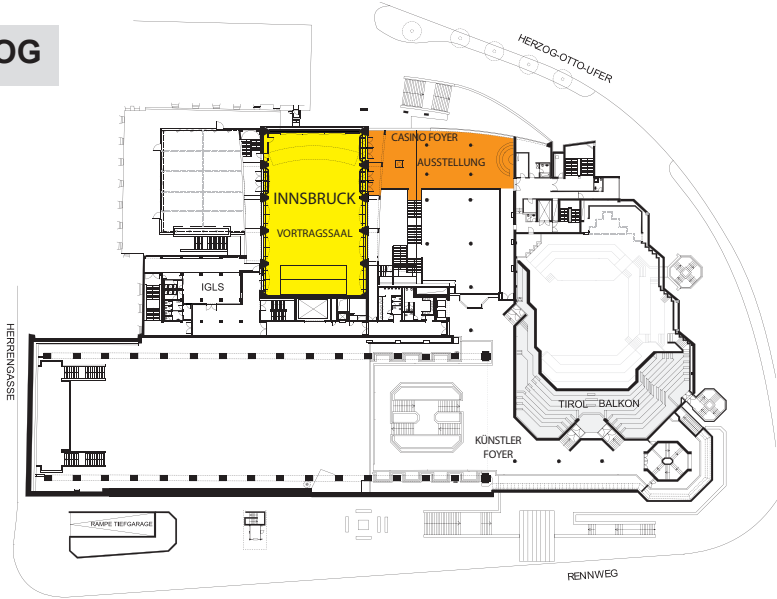 OG
HERZOG-OTTO-UFER
CASINO FOYER
AUSSTELLUNG
INNSBRUCK
VORTRAGSSAAL
IGLS
HERRENGASSE
TIROL BALKON
KÜNSTLER
FOYER
RAMPE TIEFGARAGE
RENNWEG